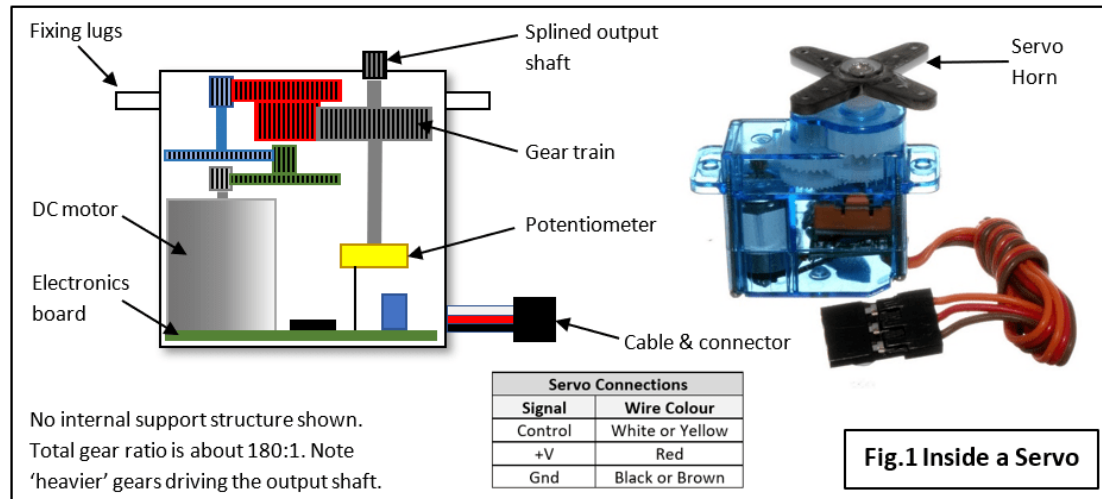 Fixing lugs
Splined output
shaft
Servo
Horn
Gear train
DC motor
Potentiometer
Electronics
board
Cable & connector
Servo Connections
Signal Wire Colour
Control White or Yellow
+V Red
Gnd Black or Brown
No internal support structure shown.
Total gear ratio is about 180:1. Note
‘heavier’ gears driving the output shaft.
Fig.1 Inside a Servo